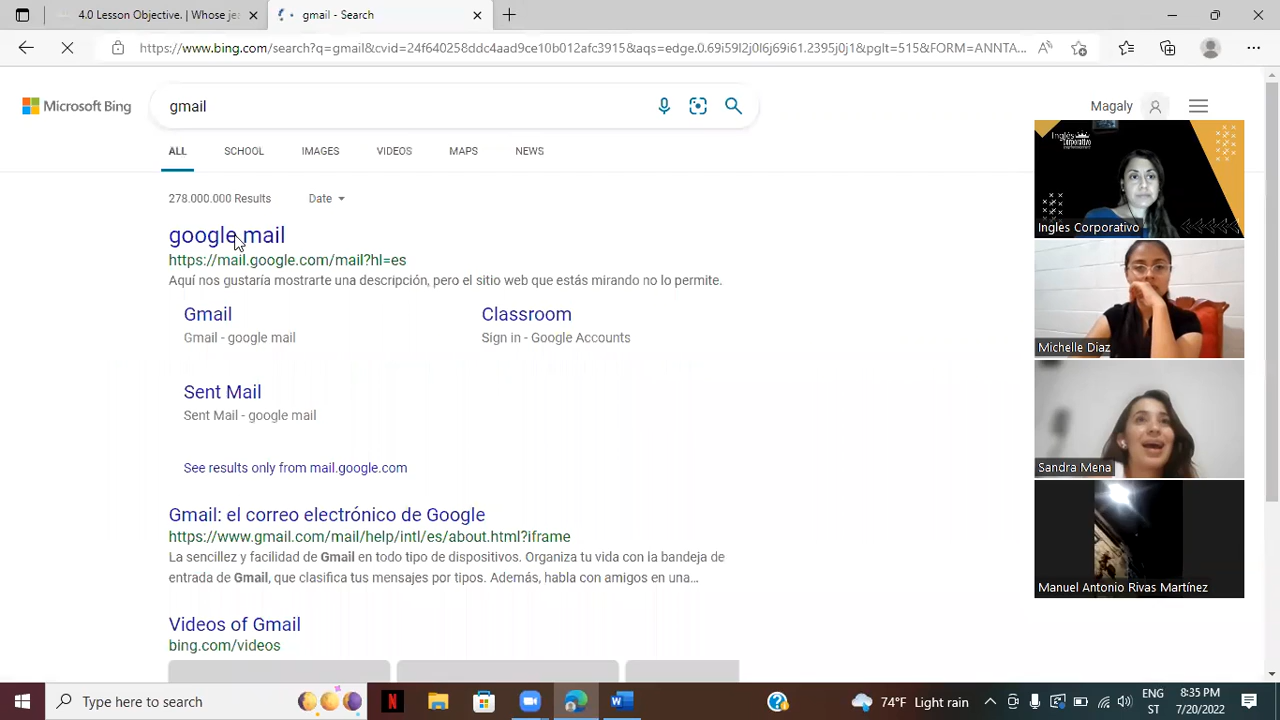 4.0 Lesson Object
gmail - Google
https://www.bing.com/search?q=gmail&cvid=24f640258ddc4aad9ce10b012afc3915&aqs=edge.0.69i59l2j0l6j69i61.2395j0j1&pglt=515&FORM=ANNTA...
Microsoft Bing
gmail
Magaly
ALL SCHOOL IMAGES VIDEOS MAPS NEWS
278.000.000 Results Date
google mail
https://mail.google.com/mail?hl=es
Aquí nos gustaría mostrarte una descripción, pero el sitio web que estás mirando no lo permite.
Gmail
Gmail - google mail
Classroom
Sign in - Google Accounts
Sent Mail
Sent Mail - google mail
See results only from mail.google.com
Gmail: el correo electrónico de Google
https://www.gmail.com/mail/help/intl/es/about.html?iframe
La sencillez y facilidad de Gmail en todo tipo de dispositivos. Organiza tu vida con la bandeja de
entrada de Gmail, que clasifica tus mensajes por tipos. Además, habla con amigos en una...
Videos of Gmail
bing.com/videos
Inglés
Corporativo
Ingles Corporativo
Michelle Diaz
Sandra Mena
Manuel Antonio Rivas Martínez
Type here to search
N
W
74°F Light rain
ENG
ST
8:35 PM
7/20/2022